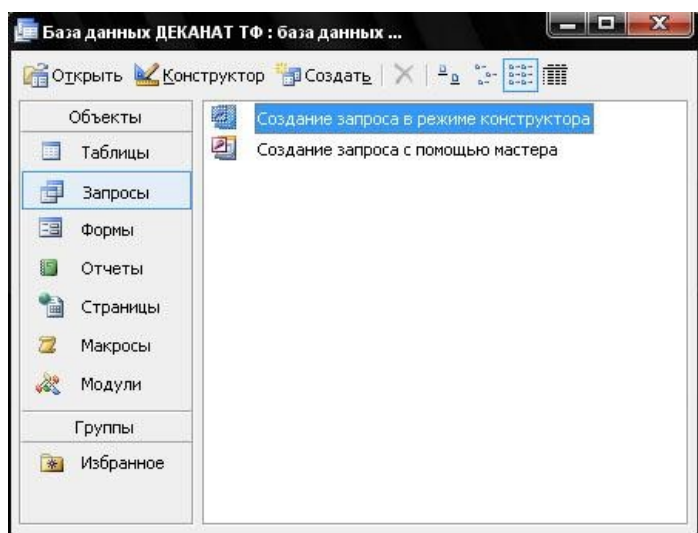 База данных ДЕКАНАТ ТФ : база данных ...
Открыть Конструктор Создать
Объекты
Таблицы
Запросы
Формы
Отчеты
Страницы
Макросы
Модули
Группы
Избранное
Создание запроса в режиме конструктора
Создание запроса с помощью мастера